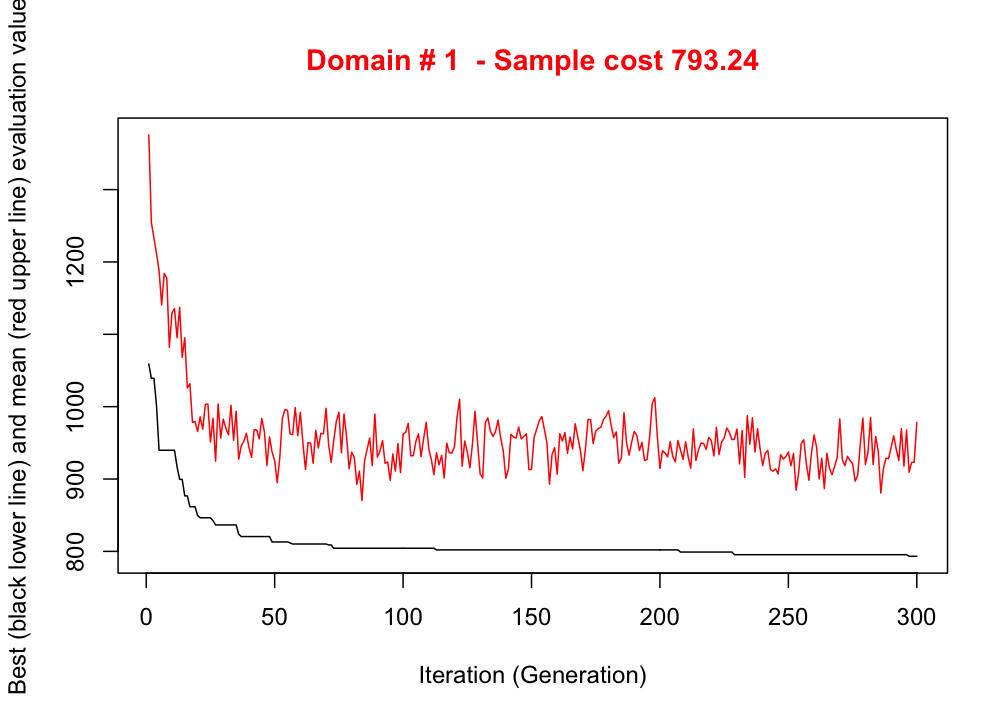 Domain # 1  - Sample cost 793.24
Best (black lower line) and mean (red upper line) evaluation value
1200
1000
900
800
0 50 100 150 200 250 300
Iteration (Generation)